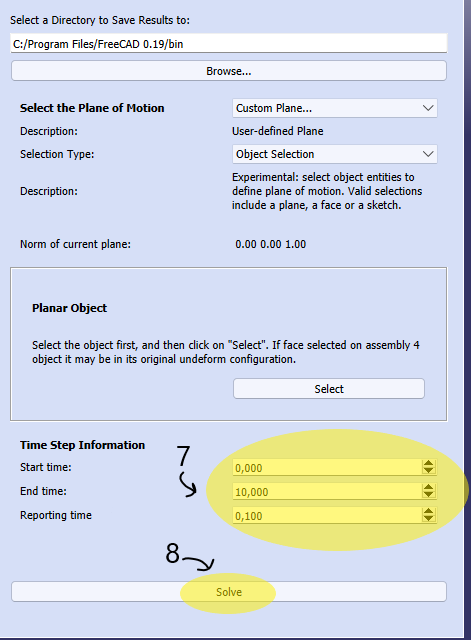 Select a Directory to Save Results to:
C:/Program Files/FreeCAD 0.19/bin
Browse...
Select the Plane of Motion Custom Plane...
Description: User-defined Plane
Selection Type: Object Selection
Description: Experimental: select object entities to
define plane of motion. Valid selections
include a plane, a face or a sketch.
Norm of current plane: 0.00 0.00 1.00
Planar Object
Select the object first, and then click on "Select". If face selected on assembly 4
object it may be in its original undeform configuration.
Select
Time Step Information
7
Start time: 0,000
End time: 10,000
Reporting time 0,100
8
Solve